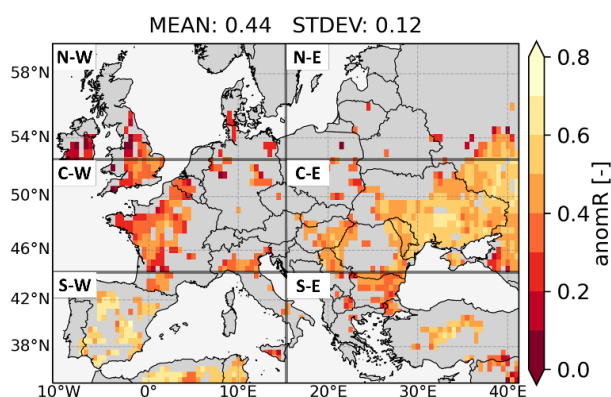 MEAN: 0.44 STDEV: 0.12
N-W N-E
58°N
54°N
C-W C-E
50°N
46°N
S-W S-E
42°N
38°N
10°W 0° 10°E 20°E 30°E 40°E
0.8
0.6
0.4
0.2
0.0
anomR [-]